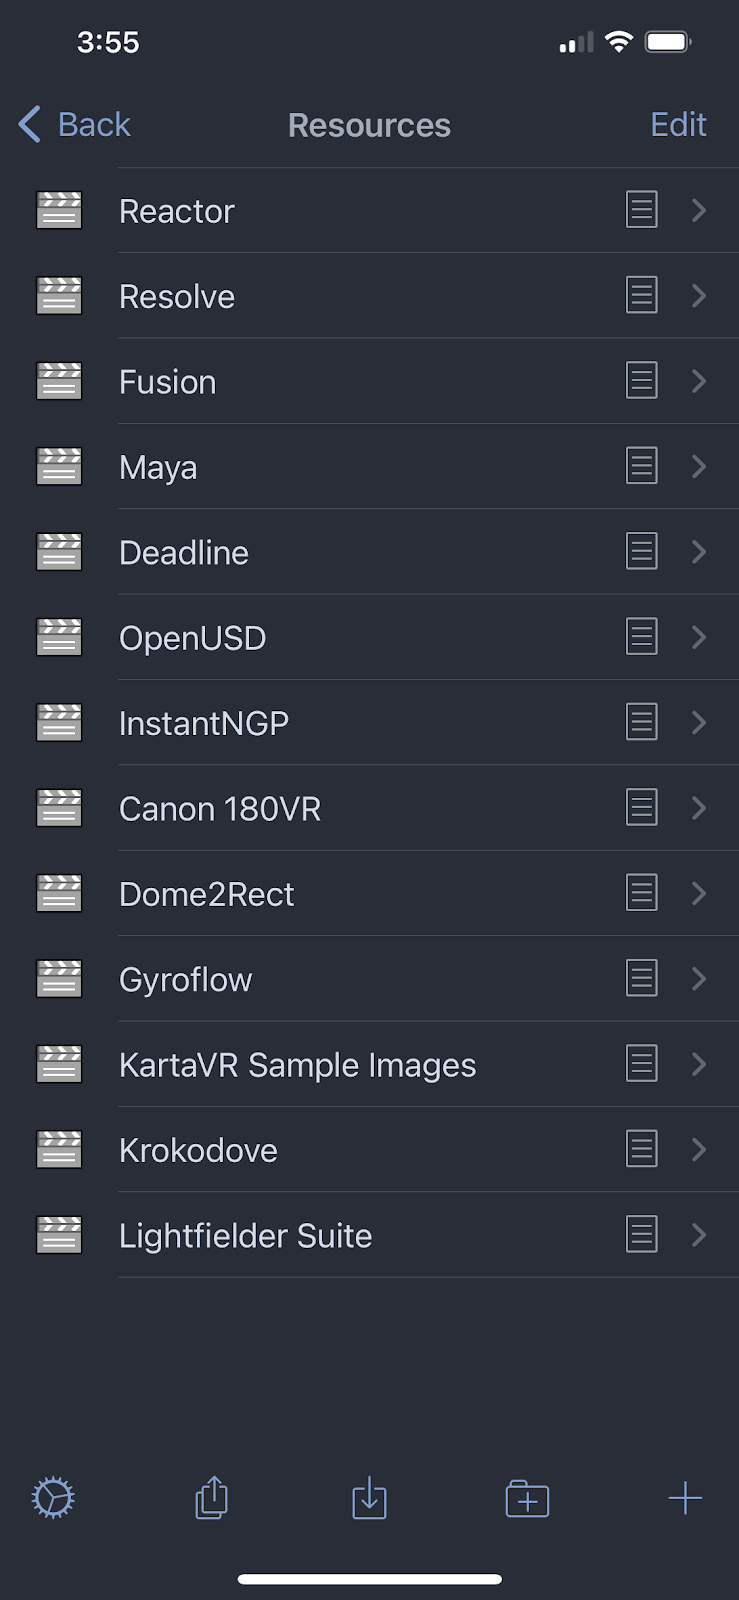 3:55
Back Resources Edit
Reactor
Resolve
Fusion
Maya
Deadline
OpenUSD
InstantNGP
Canon 180VR
Dome2Rect
Gyroflow
KartaVR Sample Images
Krokodove
Lightfielder Suite